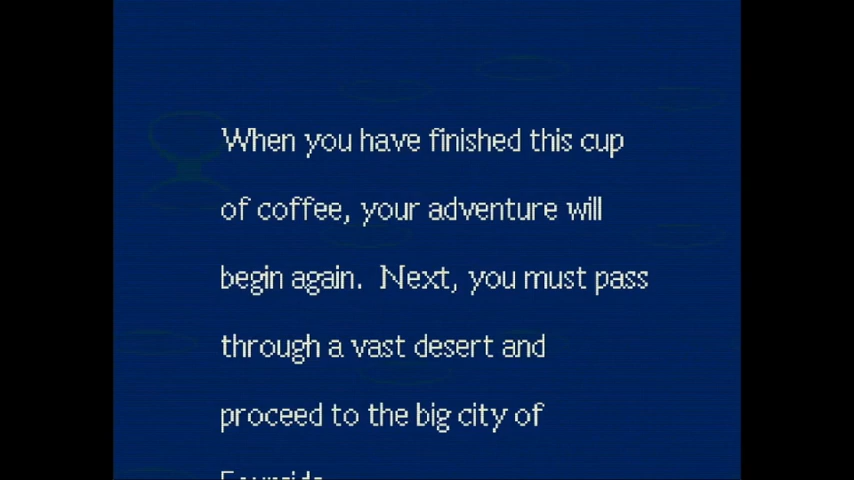 When you have finished this cup
of coffee, your adventure will
begin again. Next, you must pass
through a vast desert and
proceed to the big city of